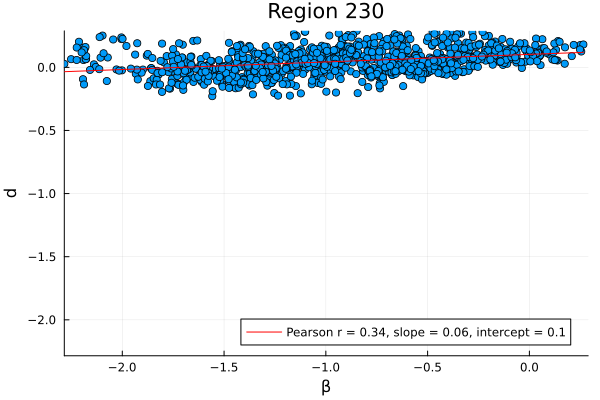 Region 230
d
0.0
−0.5
−1.0
−1.5
−2.0
Pearson r = 0.34, slope = 0.06, intercept = 0.1
−2.0 −1.5 −1.0 −0.5 0.0
β